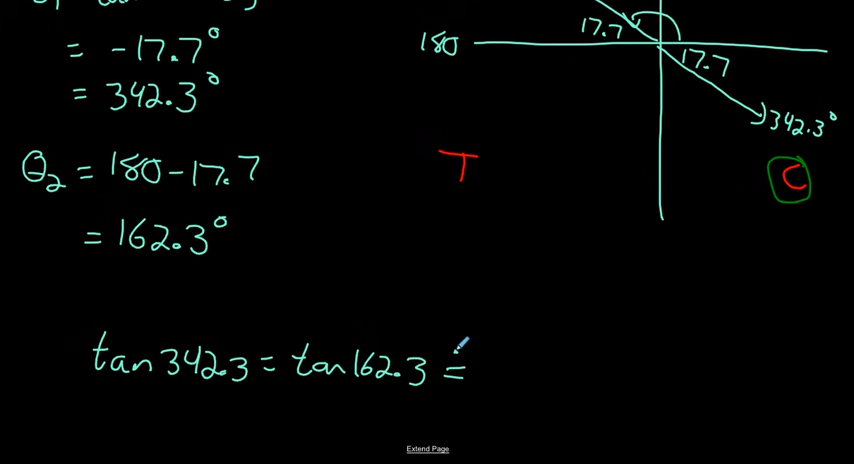 = -17.7°
= 342.3°
θ2 = 180 - 17.7
= 162.3°
tan 342.3 = tan 162.3 =
17.7
180
17.7
342.3°
T
C
Extend Page